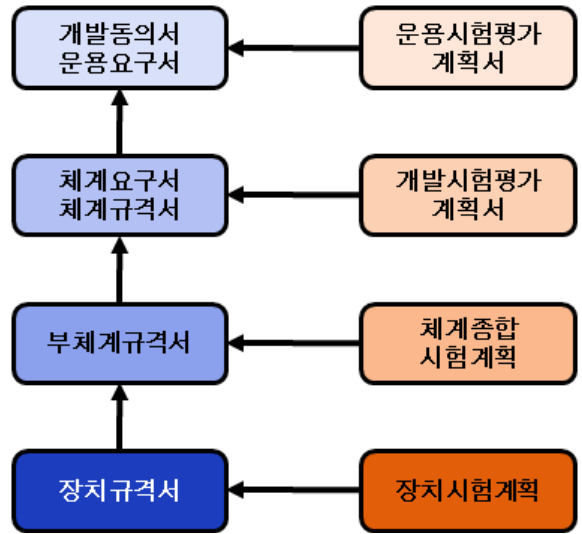 개발동의서
문용요구서
문용시험평가
계획서
체계요구서
체계규격서
개발시험평가
계획서
부체계규격서
체계종합
시험계획
장치규격서
장치시험계획